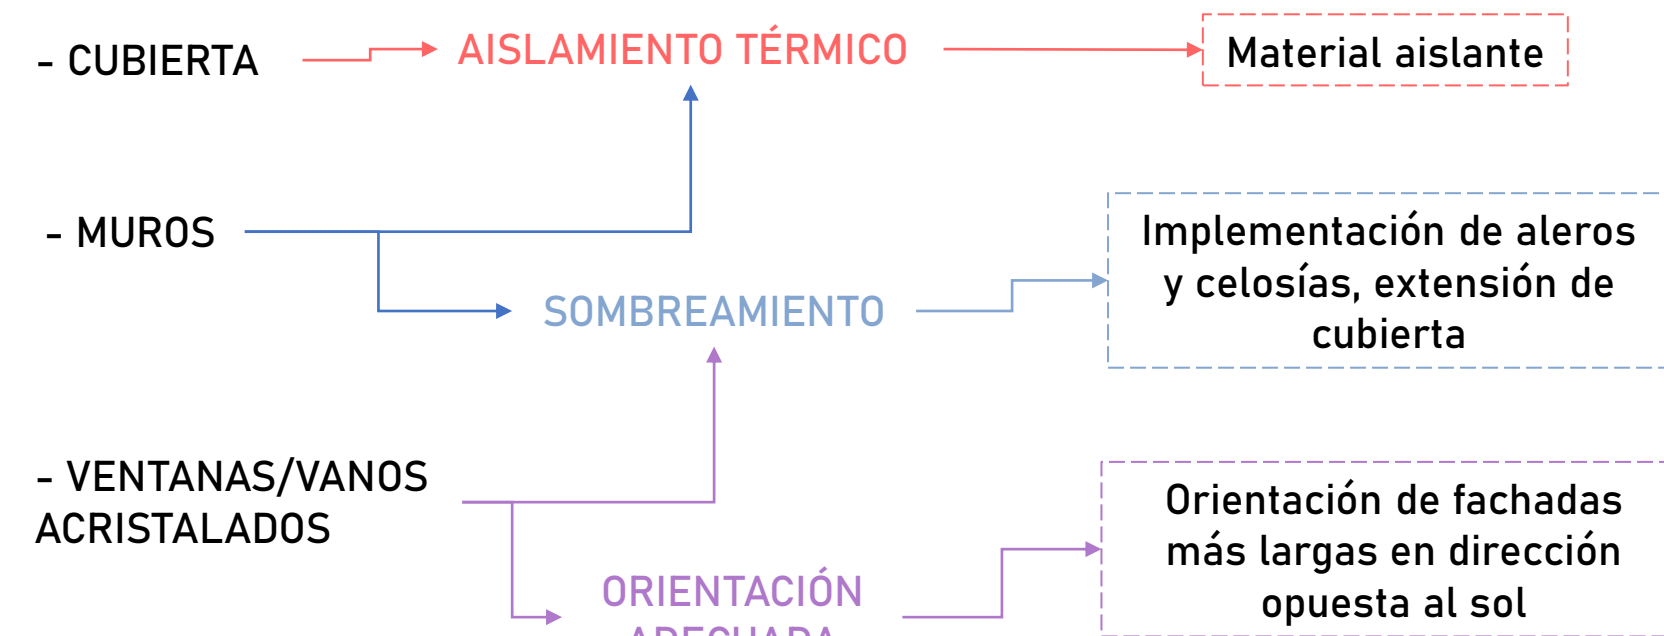 - CUBIERTA
AISLAMIENTO TÉRMICO
Material aislante
- MUROS
SOMBREAMIENTO
Implementación de aleros
y celosías, extensión de
cubierta
- VENTANAS/VANOS
ACRISTALADOS
ORIENTACIÓN
ADECUADA
Orientación de fachadas
más largas en dirección
opuesta al sol